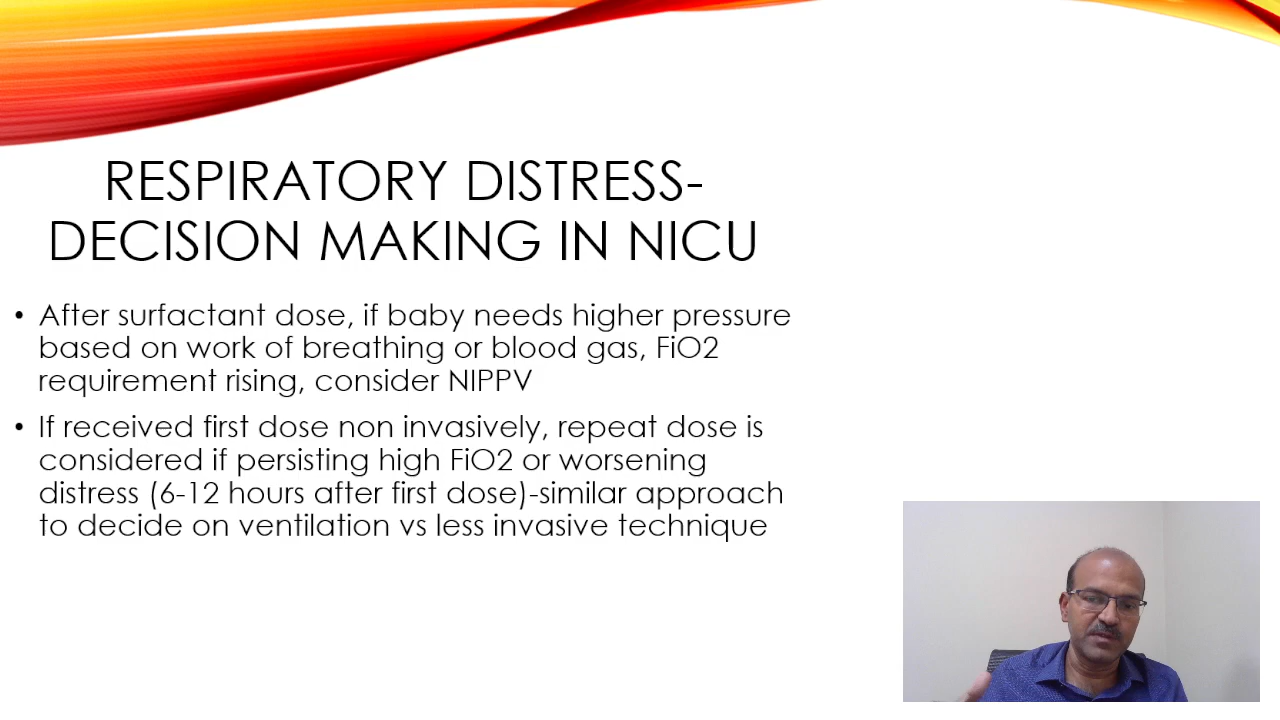 RESPIRATORY DISTRESS-
DECISION MAKING IN NICU
• After surfactant dose, if baby needs higher pressure
based on work of breathing or blood gas, FiO2
requirement rising, consider NIPPV
• If received first dose non invasively, repeat dose is
considered if persisting high FiO2 or worsening
distress (6-12 hours after first dose)-similar approach
to decide on ventilation vs less invasive technique